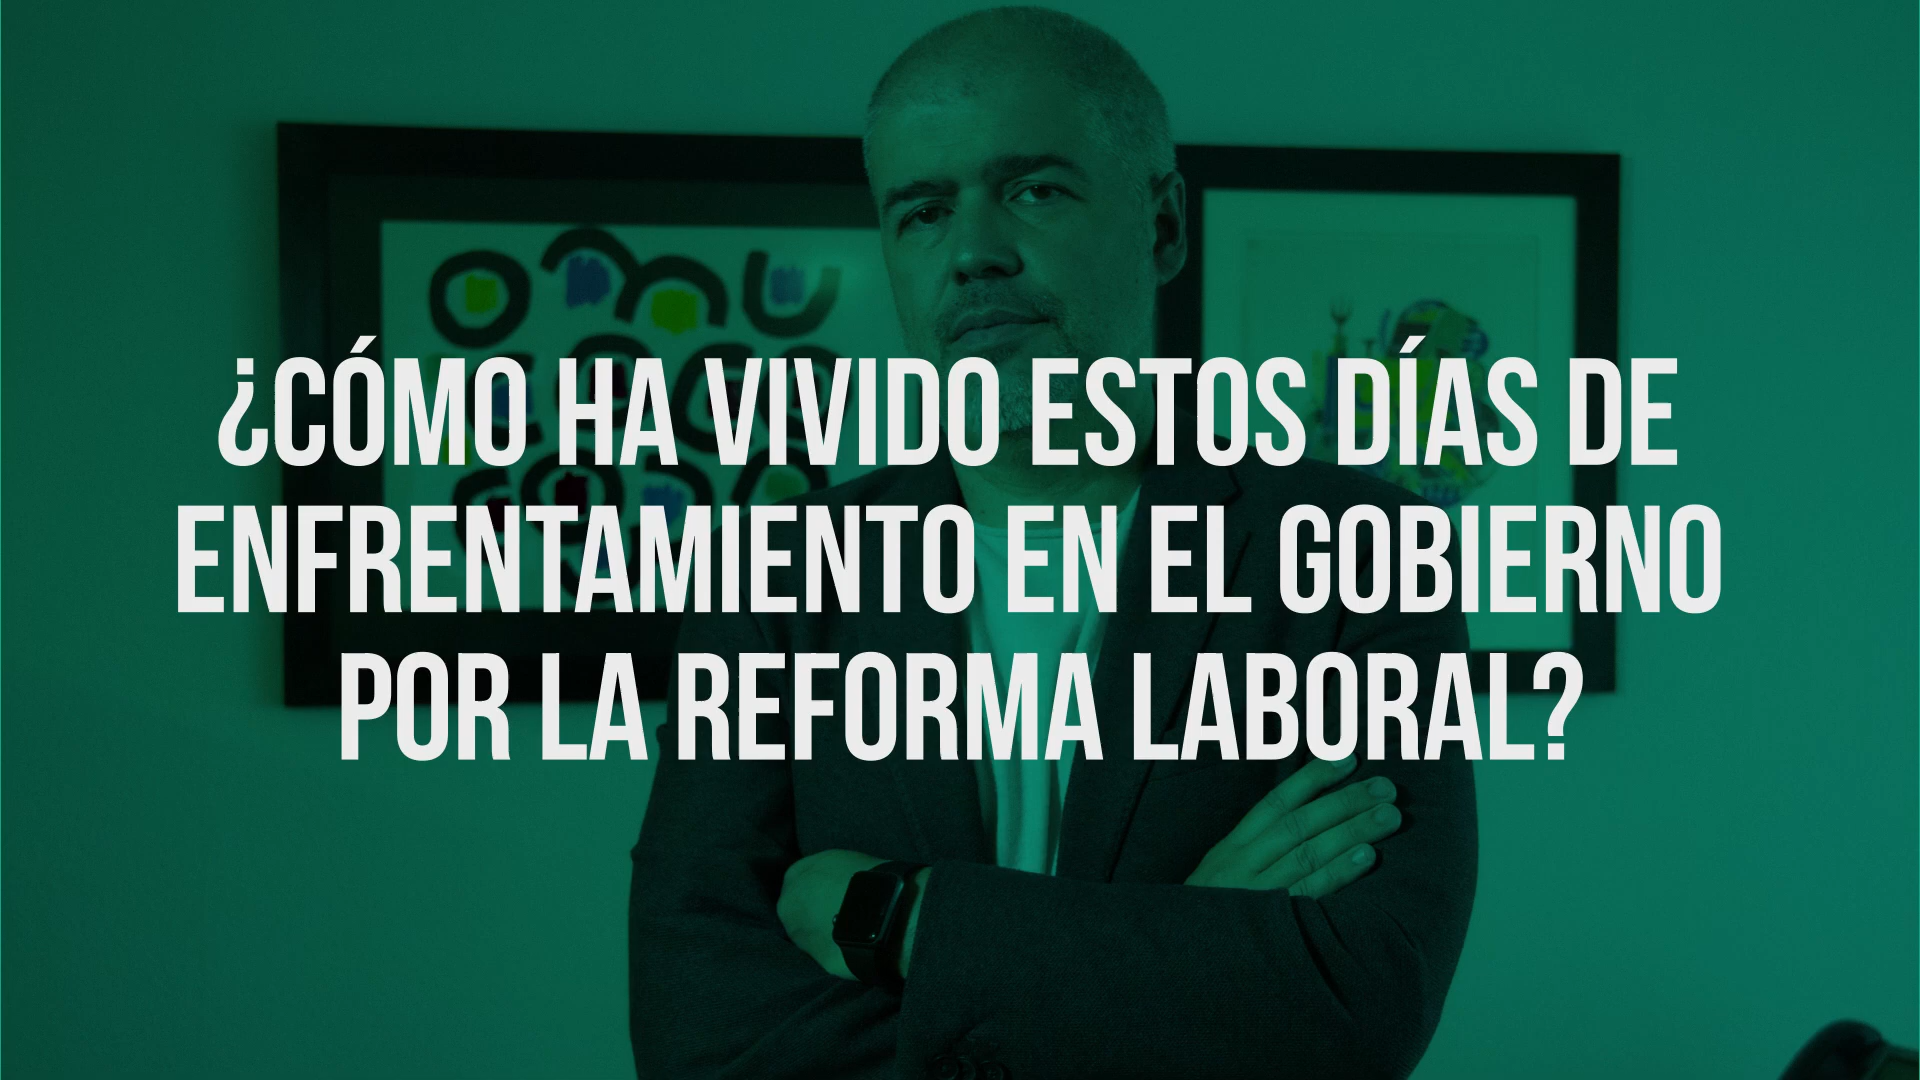 ¿CÓMO HA VIVIDO ESTOS DÍAS DE
ENFRENTAMIENTO EN EL GOBIERNO
POR LA REFORMA LABORAL?